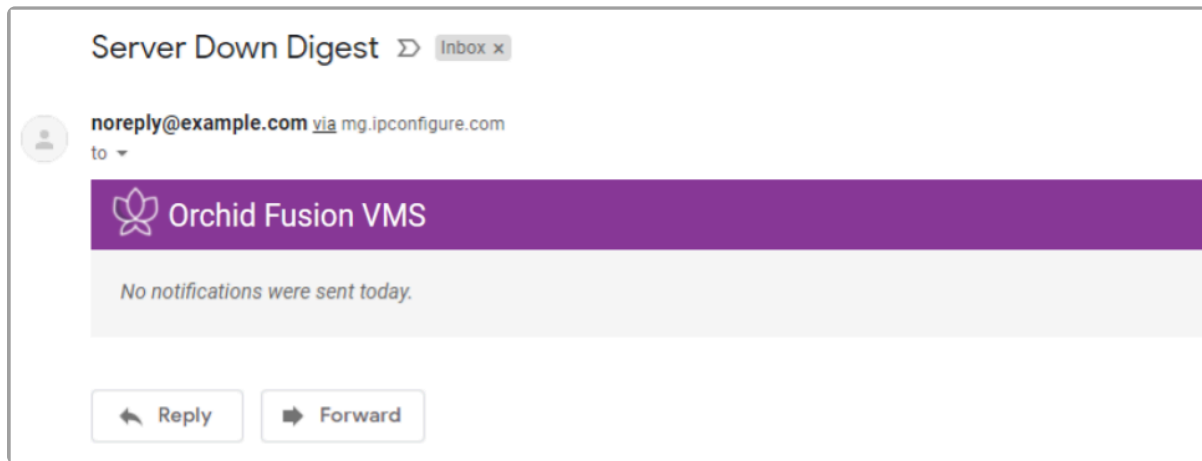 Server Down Digest Inbox x
noreply@example.com via mg.ipconfigure.com
to
Orchid Fusion VMS
No notifications were sent today.
Reply Forward